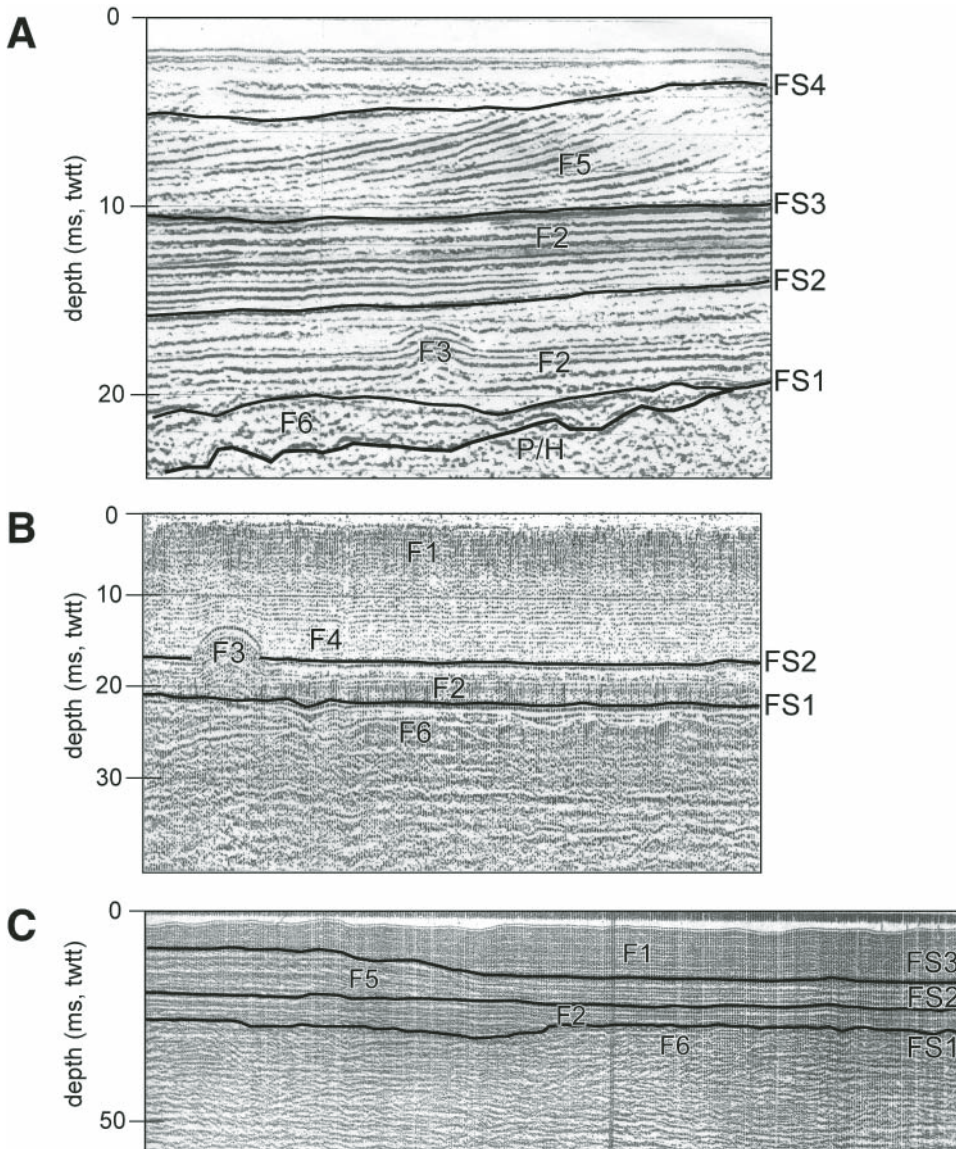 A
0
FS4
F5
10
FS3
F2
depth (ms, twtt)
FS2
F3
F2
20
FS1
F6
P/H
B
0
F1
10
F4
F3
FS2
depth (ms, twtt)
20
F2
FS1
F6
30
C
0
F1
FS3
F5
depth (ms, twtt)
FS2
F2
F6
FS1
50